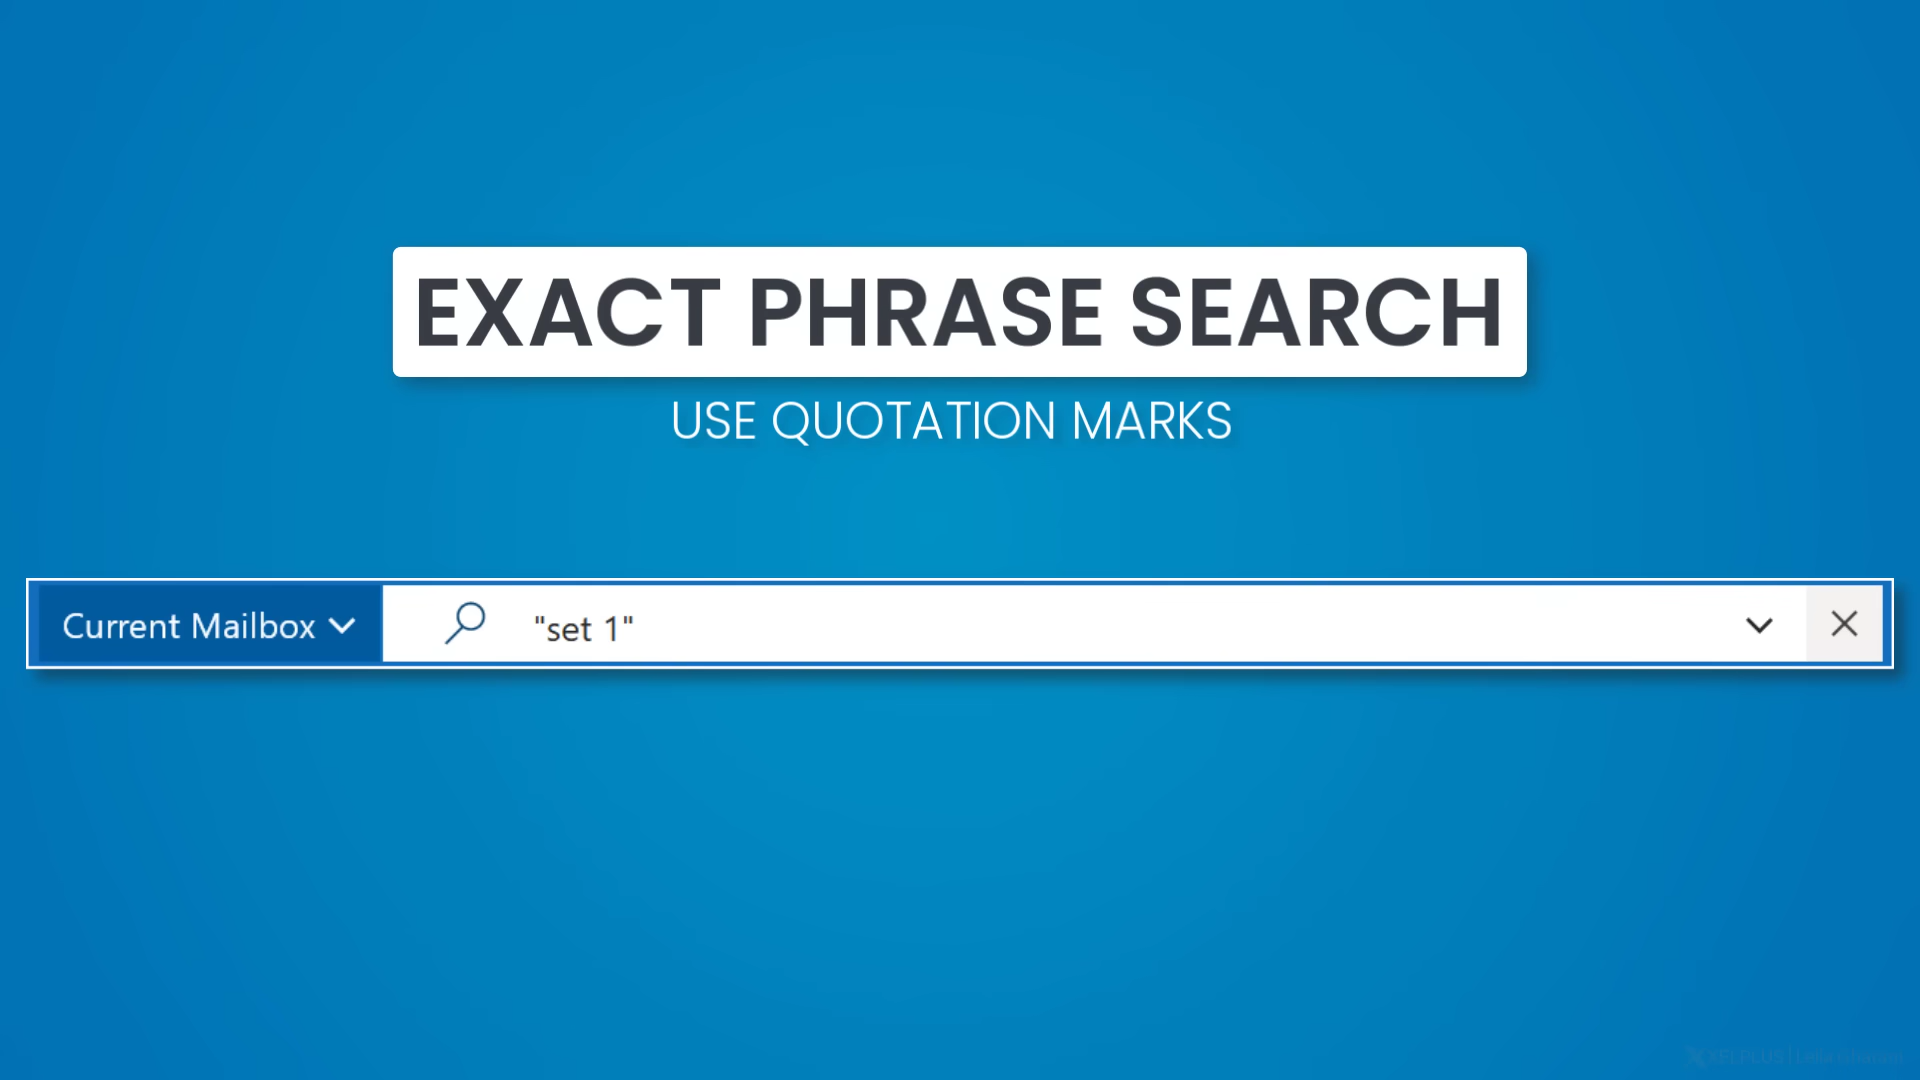 EXACT PHRASE SEARCH
USE QUOTATION MARKS
Current Mailbox
"set 1"